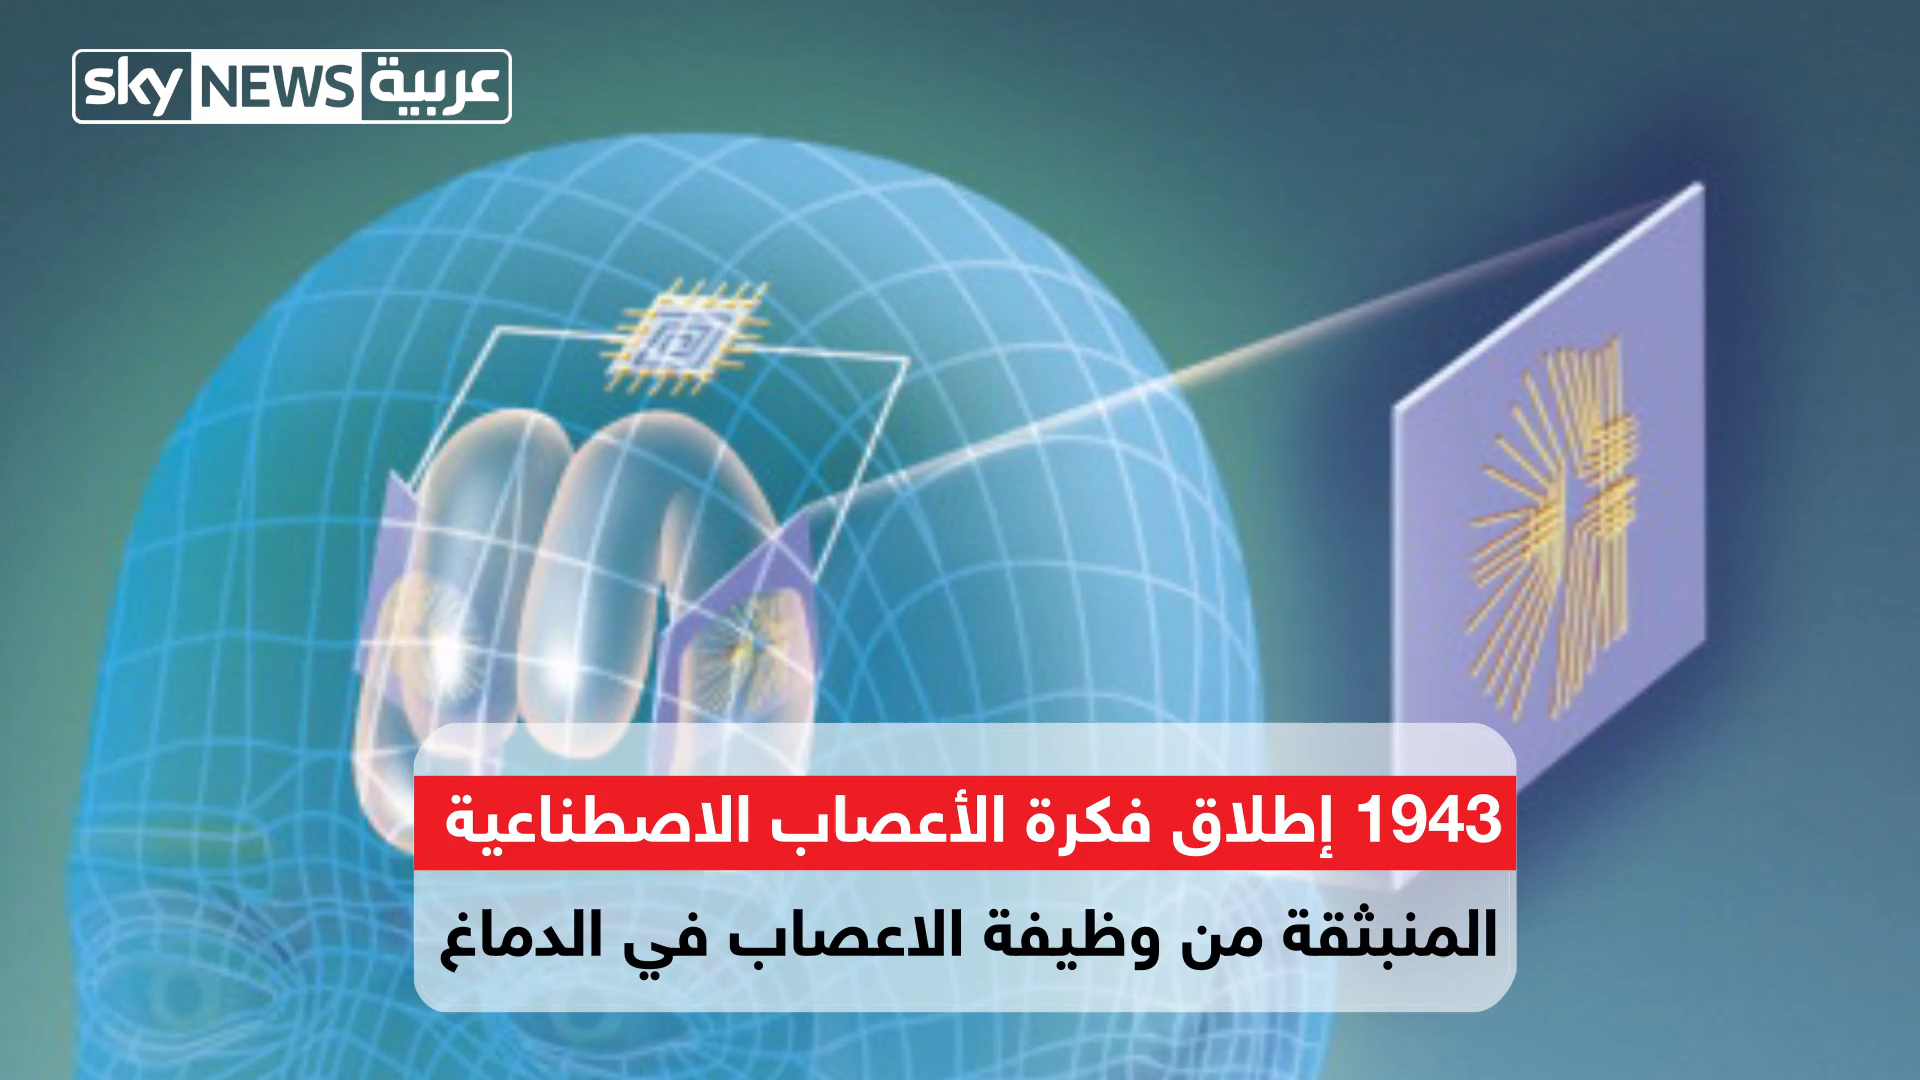 sky NEWS عربية
1943 إطلاق فكرة الأعصاب الاصطناعية
المنبثقة من وظيفة الاعصاب في الدماغ